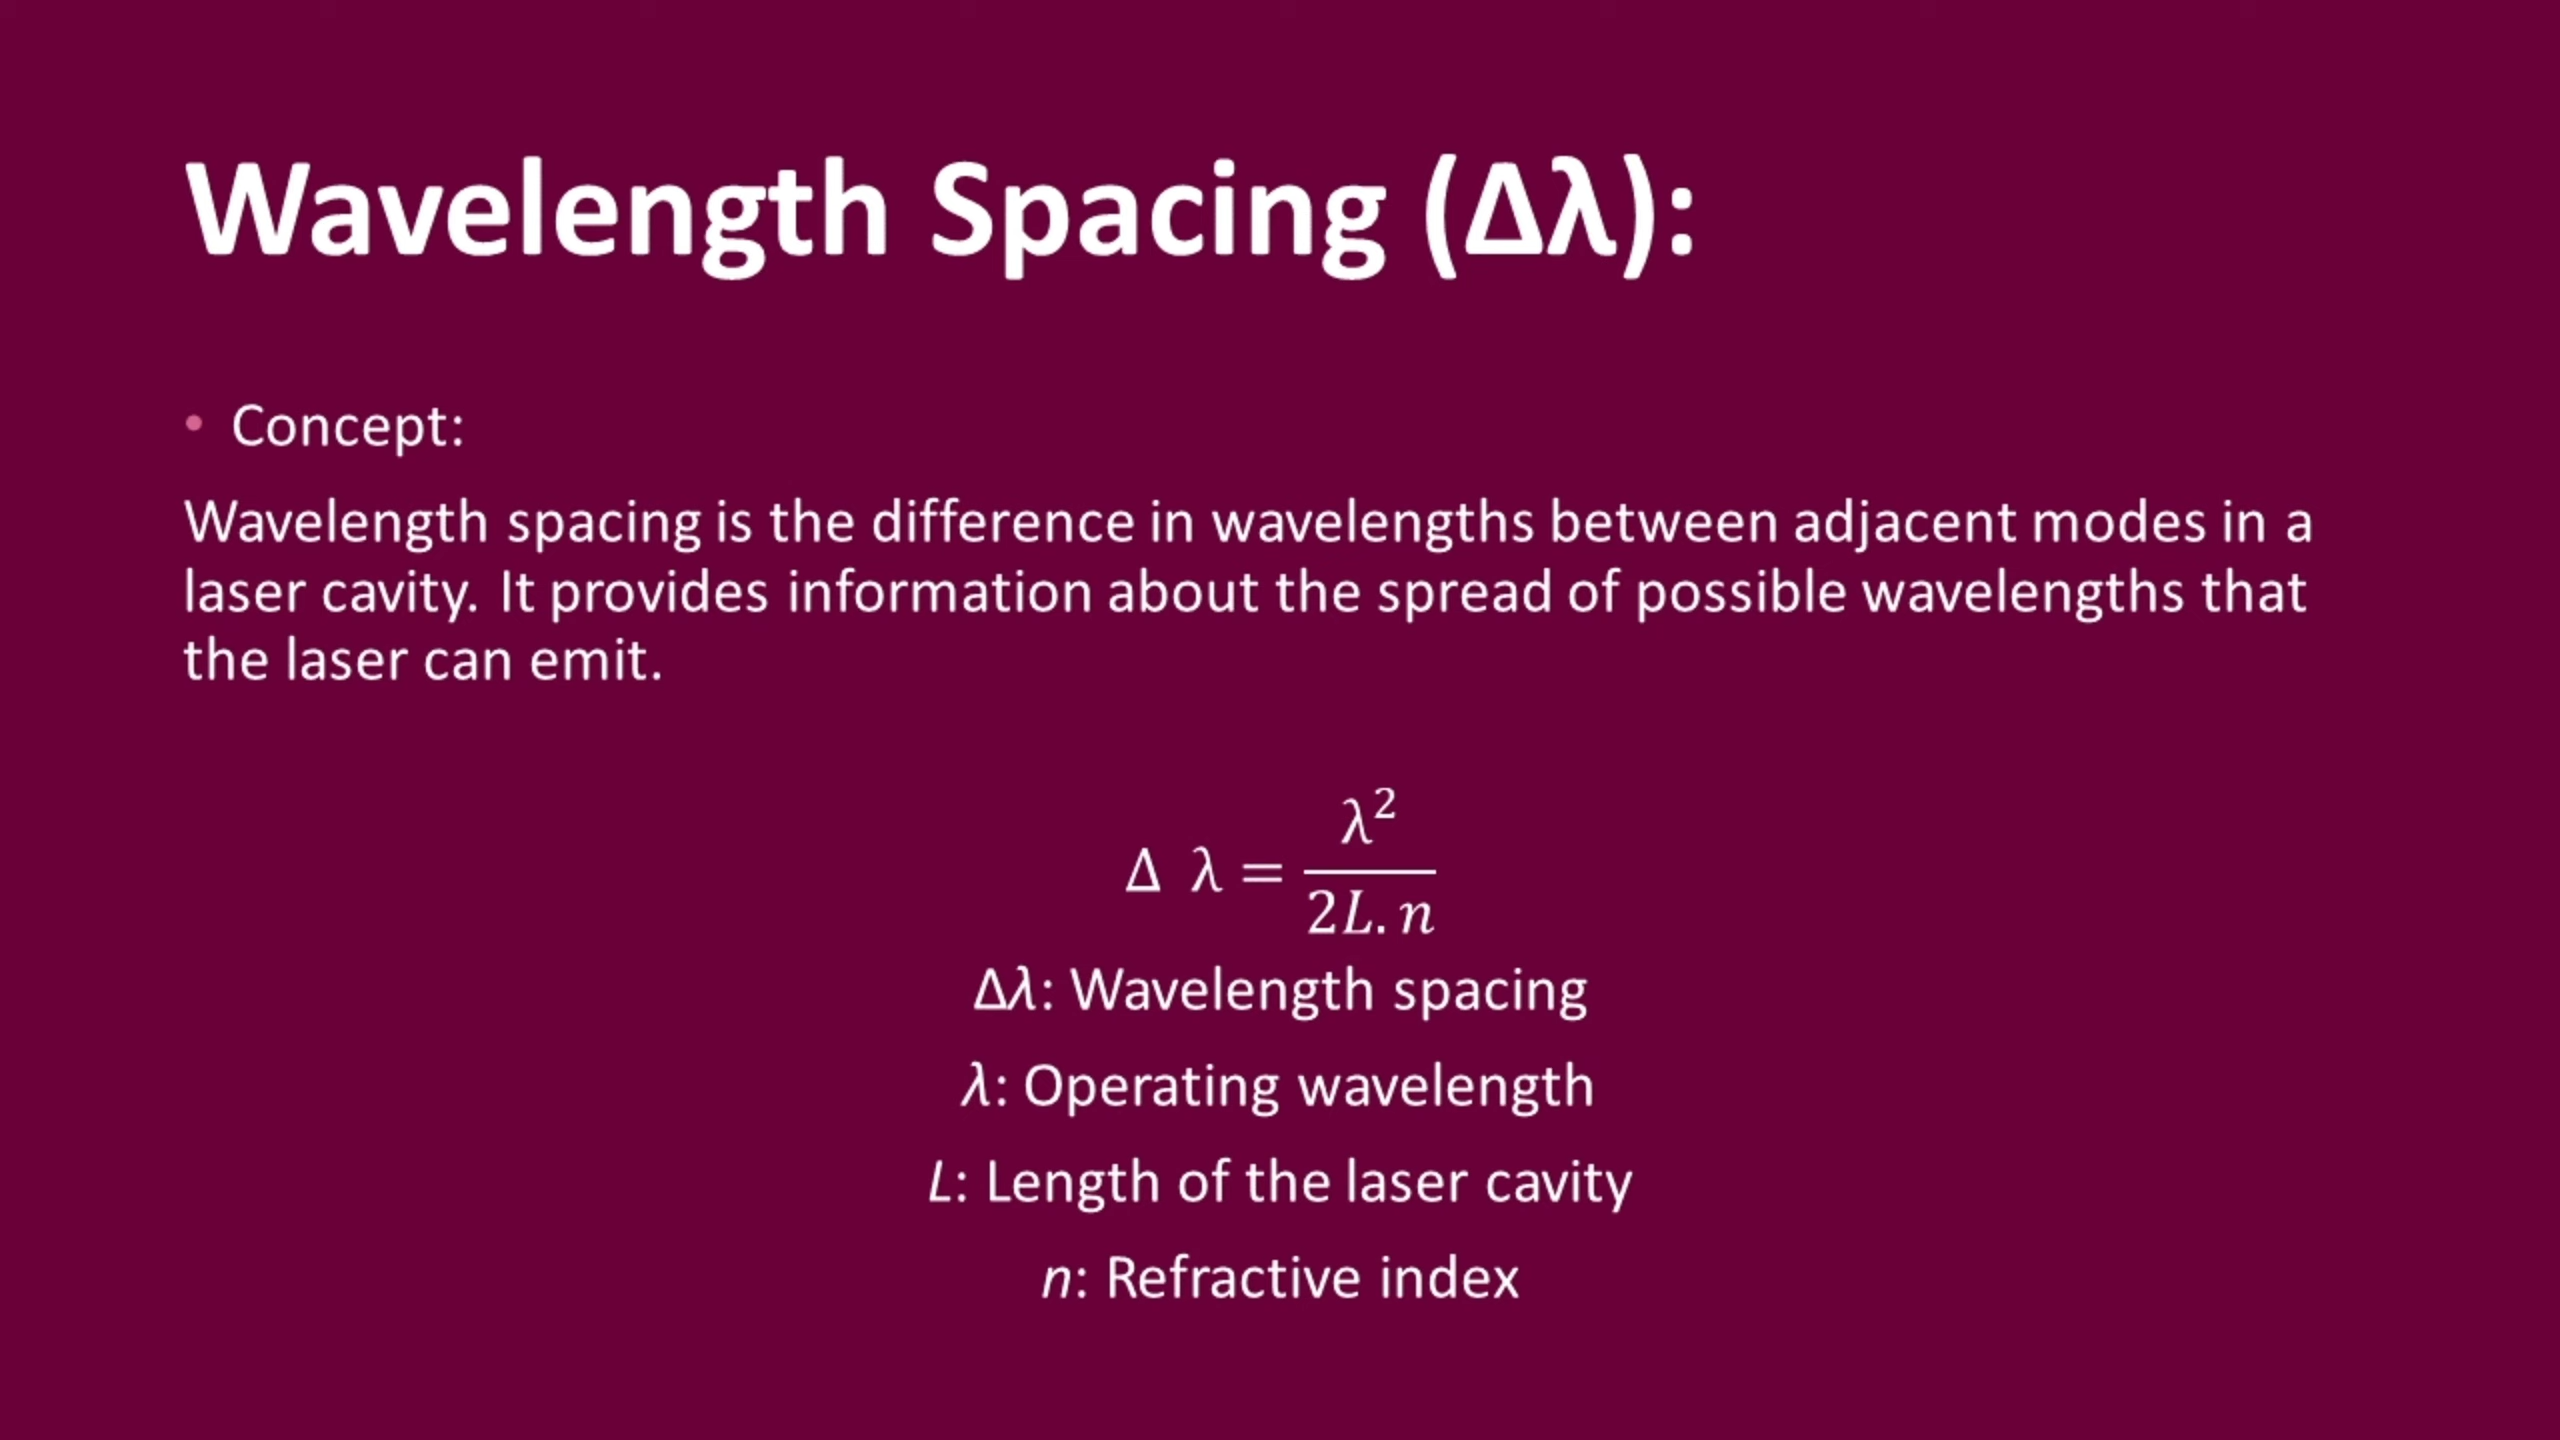 Wavelength Spacing (Δλ):
• Concept:
Wavelength spacing is the difference in wavelengths between adjacent modes in a
laser cavity. It provides information about the spread of possible wavelengths that
the laser can emit.
Δ λ = λ² / 2L.n
Δλ: Wavelength spacing
λ: Operating wavelength
L: Length of the laser cavity
n: Refractive index